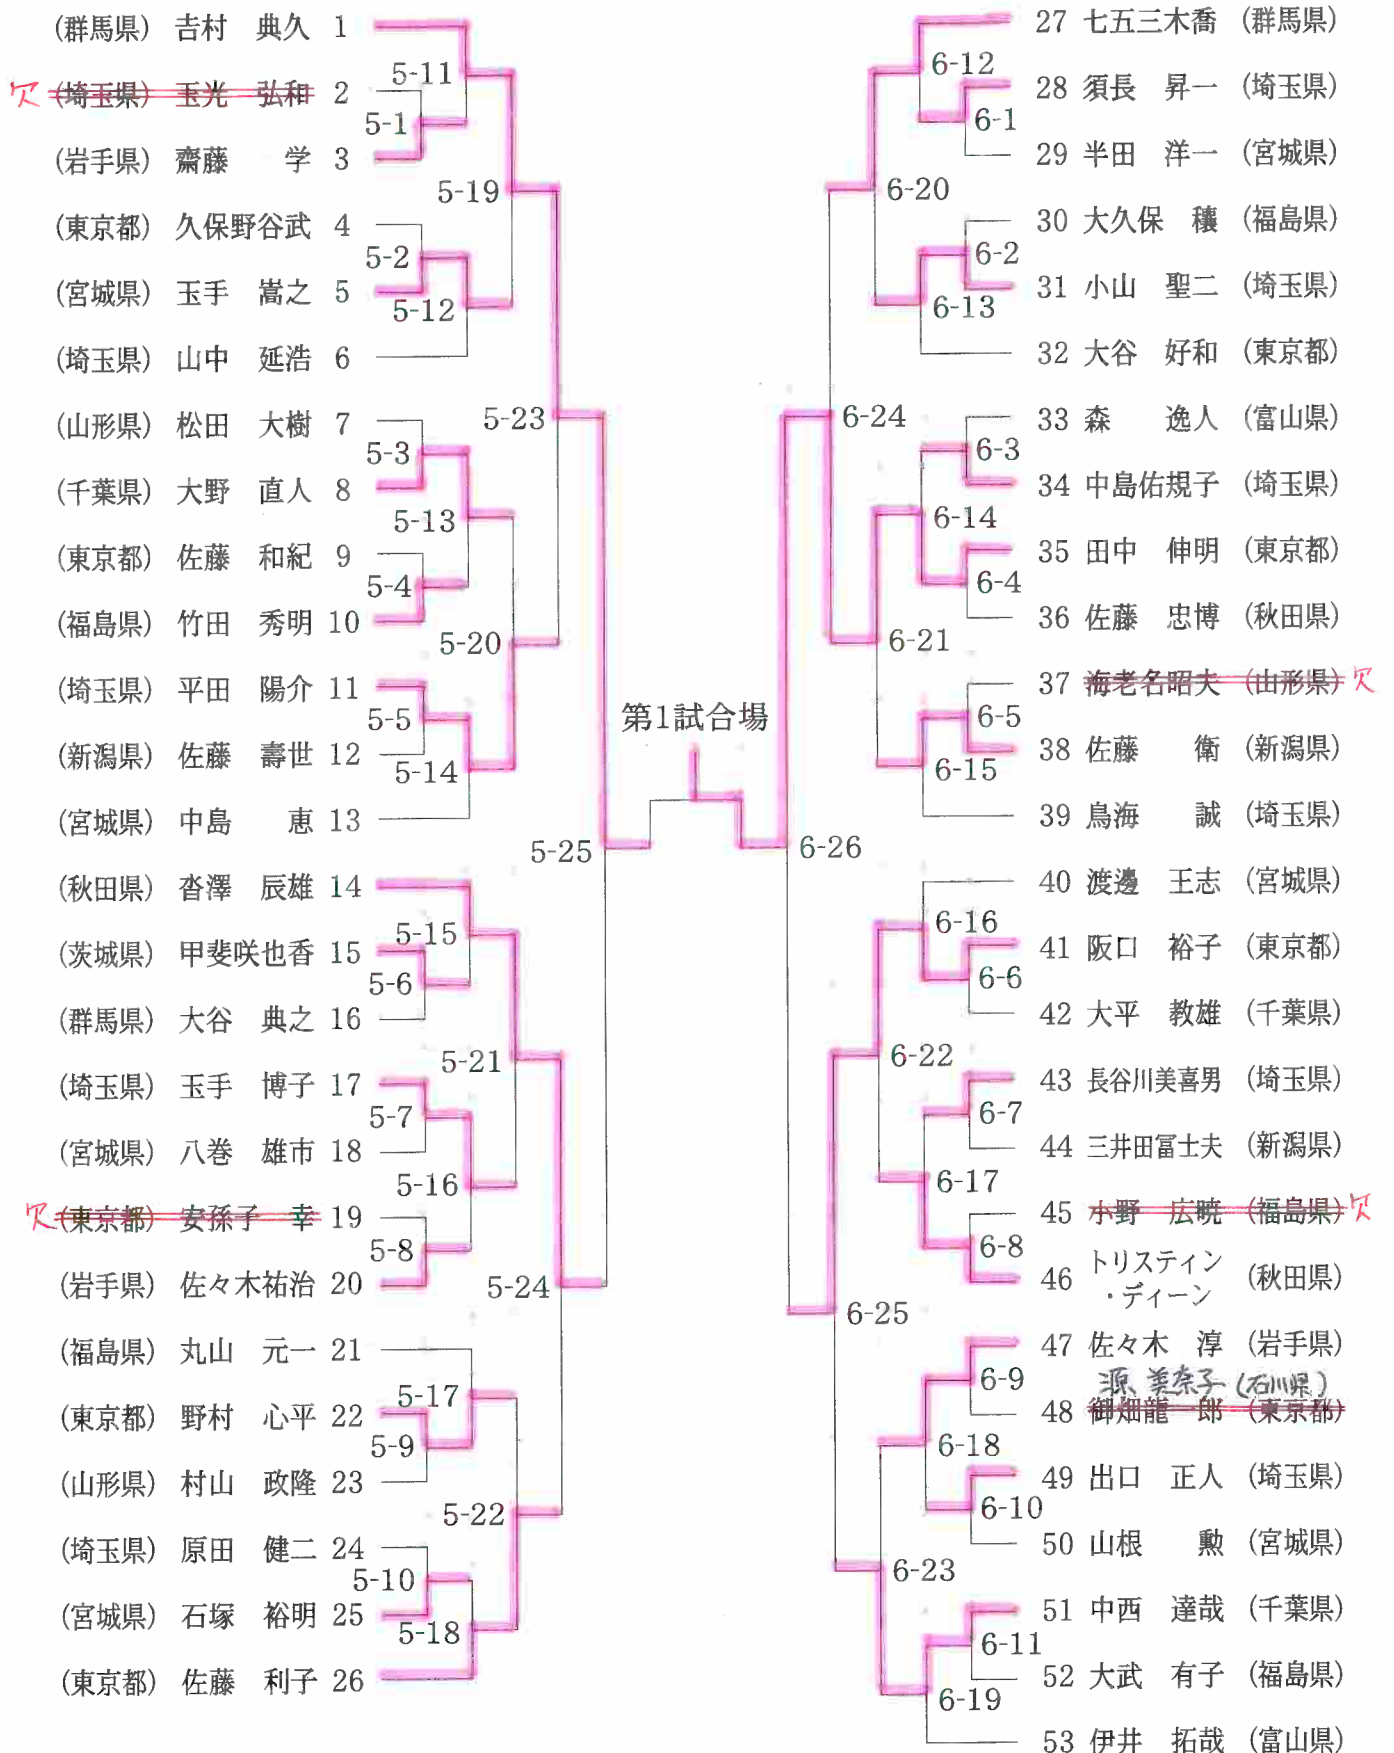 (群馬県) 吉村 典久 1
欠 (埼玉県) 玉光 弘和 2
(岩手県) 齋藤 学 3
(東京都) 久保野谷武 4
(宮城県) 玉手 嵩之 5
(埼玉県) 山中 延浩 6
(山形県) 松田 大樹 7
(千葉県) 大野 直人 8
(東京都) 佐藤 和紀 9
(福島県) 竹田 秀明 10
(埼玉県) 平田 陽介 11
(新潟県) 佐藤 壽世 12
(宮城県) 中島 恵 13
(秋田県) 沓澤 辰雄 14
(茨城県) 甲斐咲也香 15
(群馬県) 大谷 典之 16
(埼玉県) 玉手 博子 17
(宮城県) 八巻 雄市 18
欠 (東京都) 安孫子 幸 19
(岩手県) 佐々木祐治 20
(福島県) 丸山 元一 21
(東京都) 野村 心平 22
(山形県) 村山 政隆 23
(埼玉県) 原田 健二 24
(宮城県) 石塚 裕明 25
(東京都) 佐藤 利子 26
5-11
5-1
5-19
5-2
5-12
5-23
5-3
5-13
5-4
5-20
5-5
5-14
5-25
5-15
5-6
5-21
5-7
5-16
5-8
5-24
5-17
5-9
5-22
5-10
5-18
第1試合場
6-12
6-1
6-20
6-2
6-13
6-24
6-3
6-14
6-4
6-21
6-5
6-15
6-26
6-16
6-6
6-22
6-7
6-17
6-8
6-25
6-9
6-18
6-10
6-23
6-11
6-19
27 七五三木喬 (群馬県)
28 須長 昇一 (埼玉県)
29 半田 洋一 (宮城県)
30 大久保 穰 (福島県)
31 小山 聖二 (埼玉県)
32 大谷 好和 (東京都)
33 森 逸人 (富山県)
34 中島佑規子 (埼玉県)
35 田中 伸明 (東京都)
36 佐藤 忠博 (秋田県)
37 海老名昭夫 (山形県) 欠
38 佐藤 衛 (新潟県)
39 鳥海 誠 (埼玉県)
40 渡邊 王志 (宮城県)
41 阪口 裕子 (東京都)
42 大平 教雄 (千葉県)
43 長谷川美喜男 (埼玉県)
44 三井田冨士夫 (新潟県)
45 小野 広暁 (福島県) 欠
46 トリスティン
・ディーン (秋田県)
47 佐々木 淳 (岩手県)
源 美奈子 (石川県)
48 御畑龍一郎 (東京都)
49 出口 正人 (埼玉県)
50 山根 勲 (宮城県)
51 中西 達哉 (千葉県)
52 大武 有子 (福島県)
53 伊井 拓哉 (富山県)